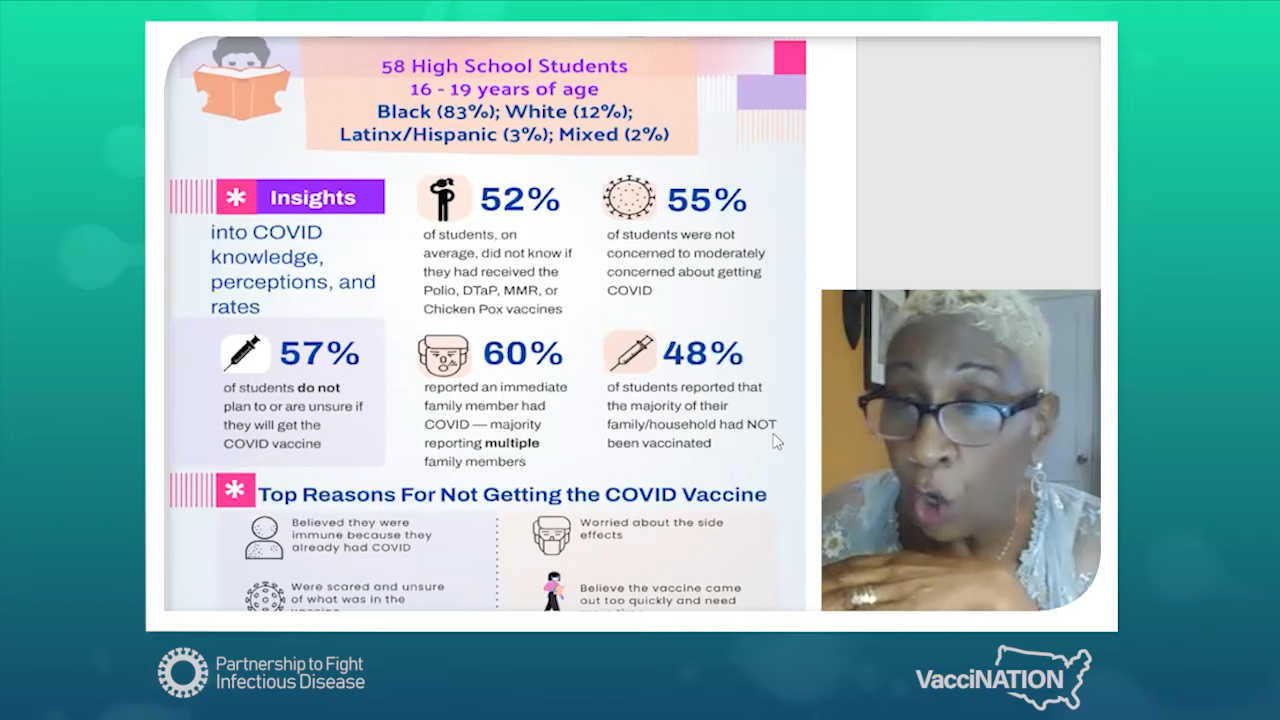 58 High School Students
16 - 19 years of age
Black (83%); White (12%);
Latinx/Hispanic (3%); Mixed (2%)
* Insights
into COVID
knowledge,
perceptions, and
rates
52%
of students, on
average, did not know if
they had received the
Polio, DTaP, MMR, or
Chicken Pox vaccines
55%
of students were not
concerned to moderately
concerned about getting
COVID
57%
of students do not
plan to or are unsure if
they will get the
COVID vaccine
60%
reported an immediate
family member had
COVID — majority
reporting multiple
family members
48%
of students reported that
the majority of their
family/household had NOT
been vaccinated
* Top Reasons For Not Getting the COVID Vaccine
Believed they were
immune because they
already had COVID
Worried about the side
effects
Were scared and unsure
of what was in the
Believe the vaccine came
out too quickly and need
Partnership to Fight
Infectious Disease
VacciNATION